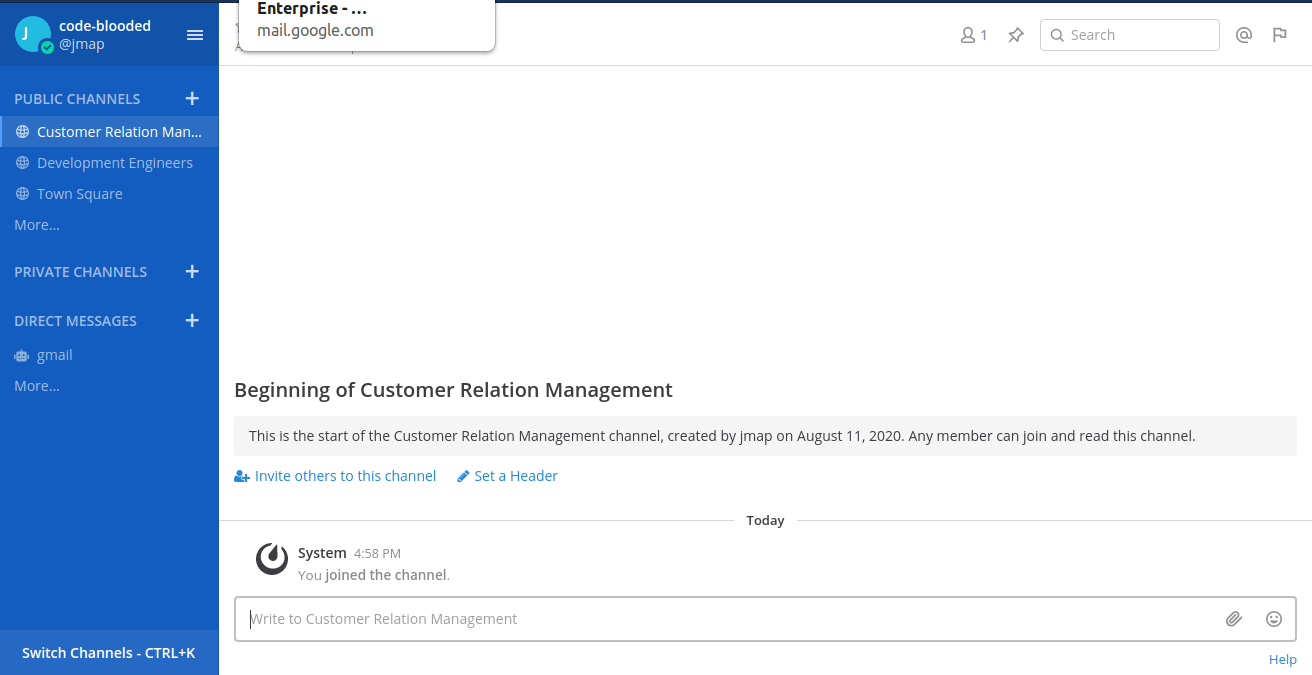 Enterprise - ...
mail.google.com
J
code-blooded
@jmap
1
Search
PUBLIC CHANNELS
Customer Relation Man...
Development Engineers
Town Square
More...
PRIVATE CHANNELS
DIRECT MESSAGES
gmail
More...
Switch Channels - CTRL+K
Beginning of Customer Relation Management
This is the start of the Customer Relation Management channel, created by jmap on August 11, 2020. Any member can join and read this channel.
Invite others to this channel
Set a Header
Today
System 4:58 PM
You joined the channel.
Write to Customer Relation Management
Help